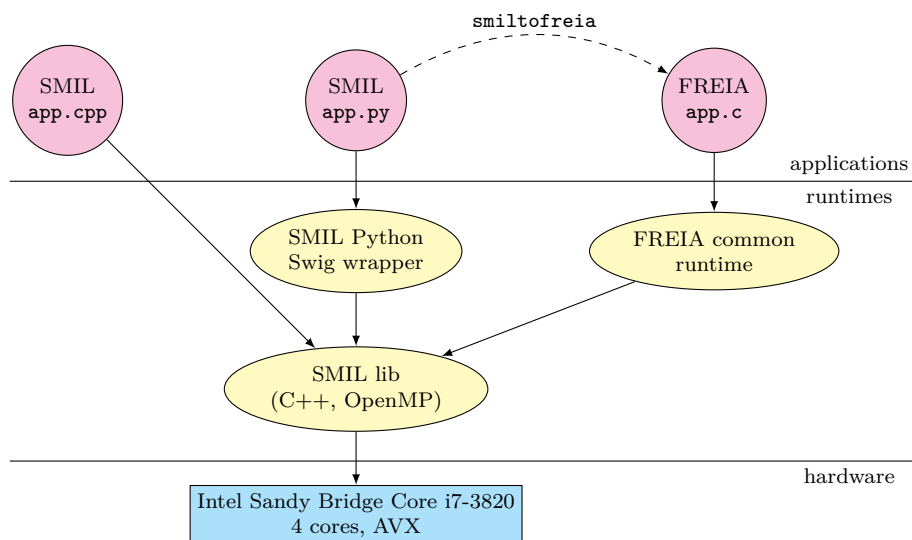 smiltofreia
SMIL
app.cpp
SMIL
app.py
FREIA
app.c
applications
runtimes
SMIL Python
Swig wrapper
FREIA common
runtime
SMIL lib
(C++, OpenMP)
hardware
Intel Sandy Bridge Core i7-3820
4 cores, AVX